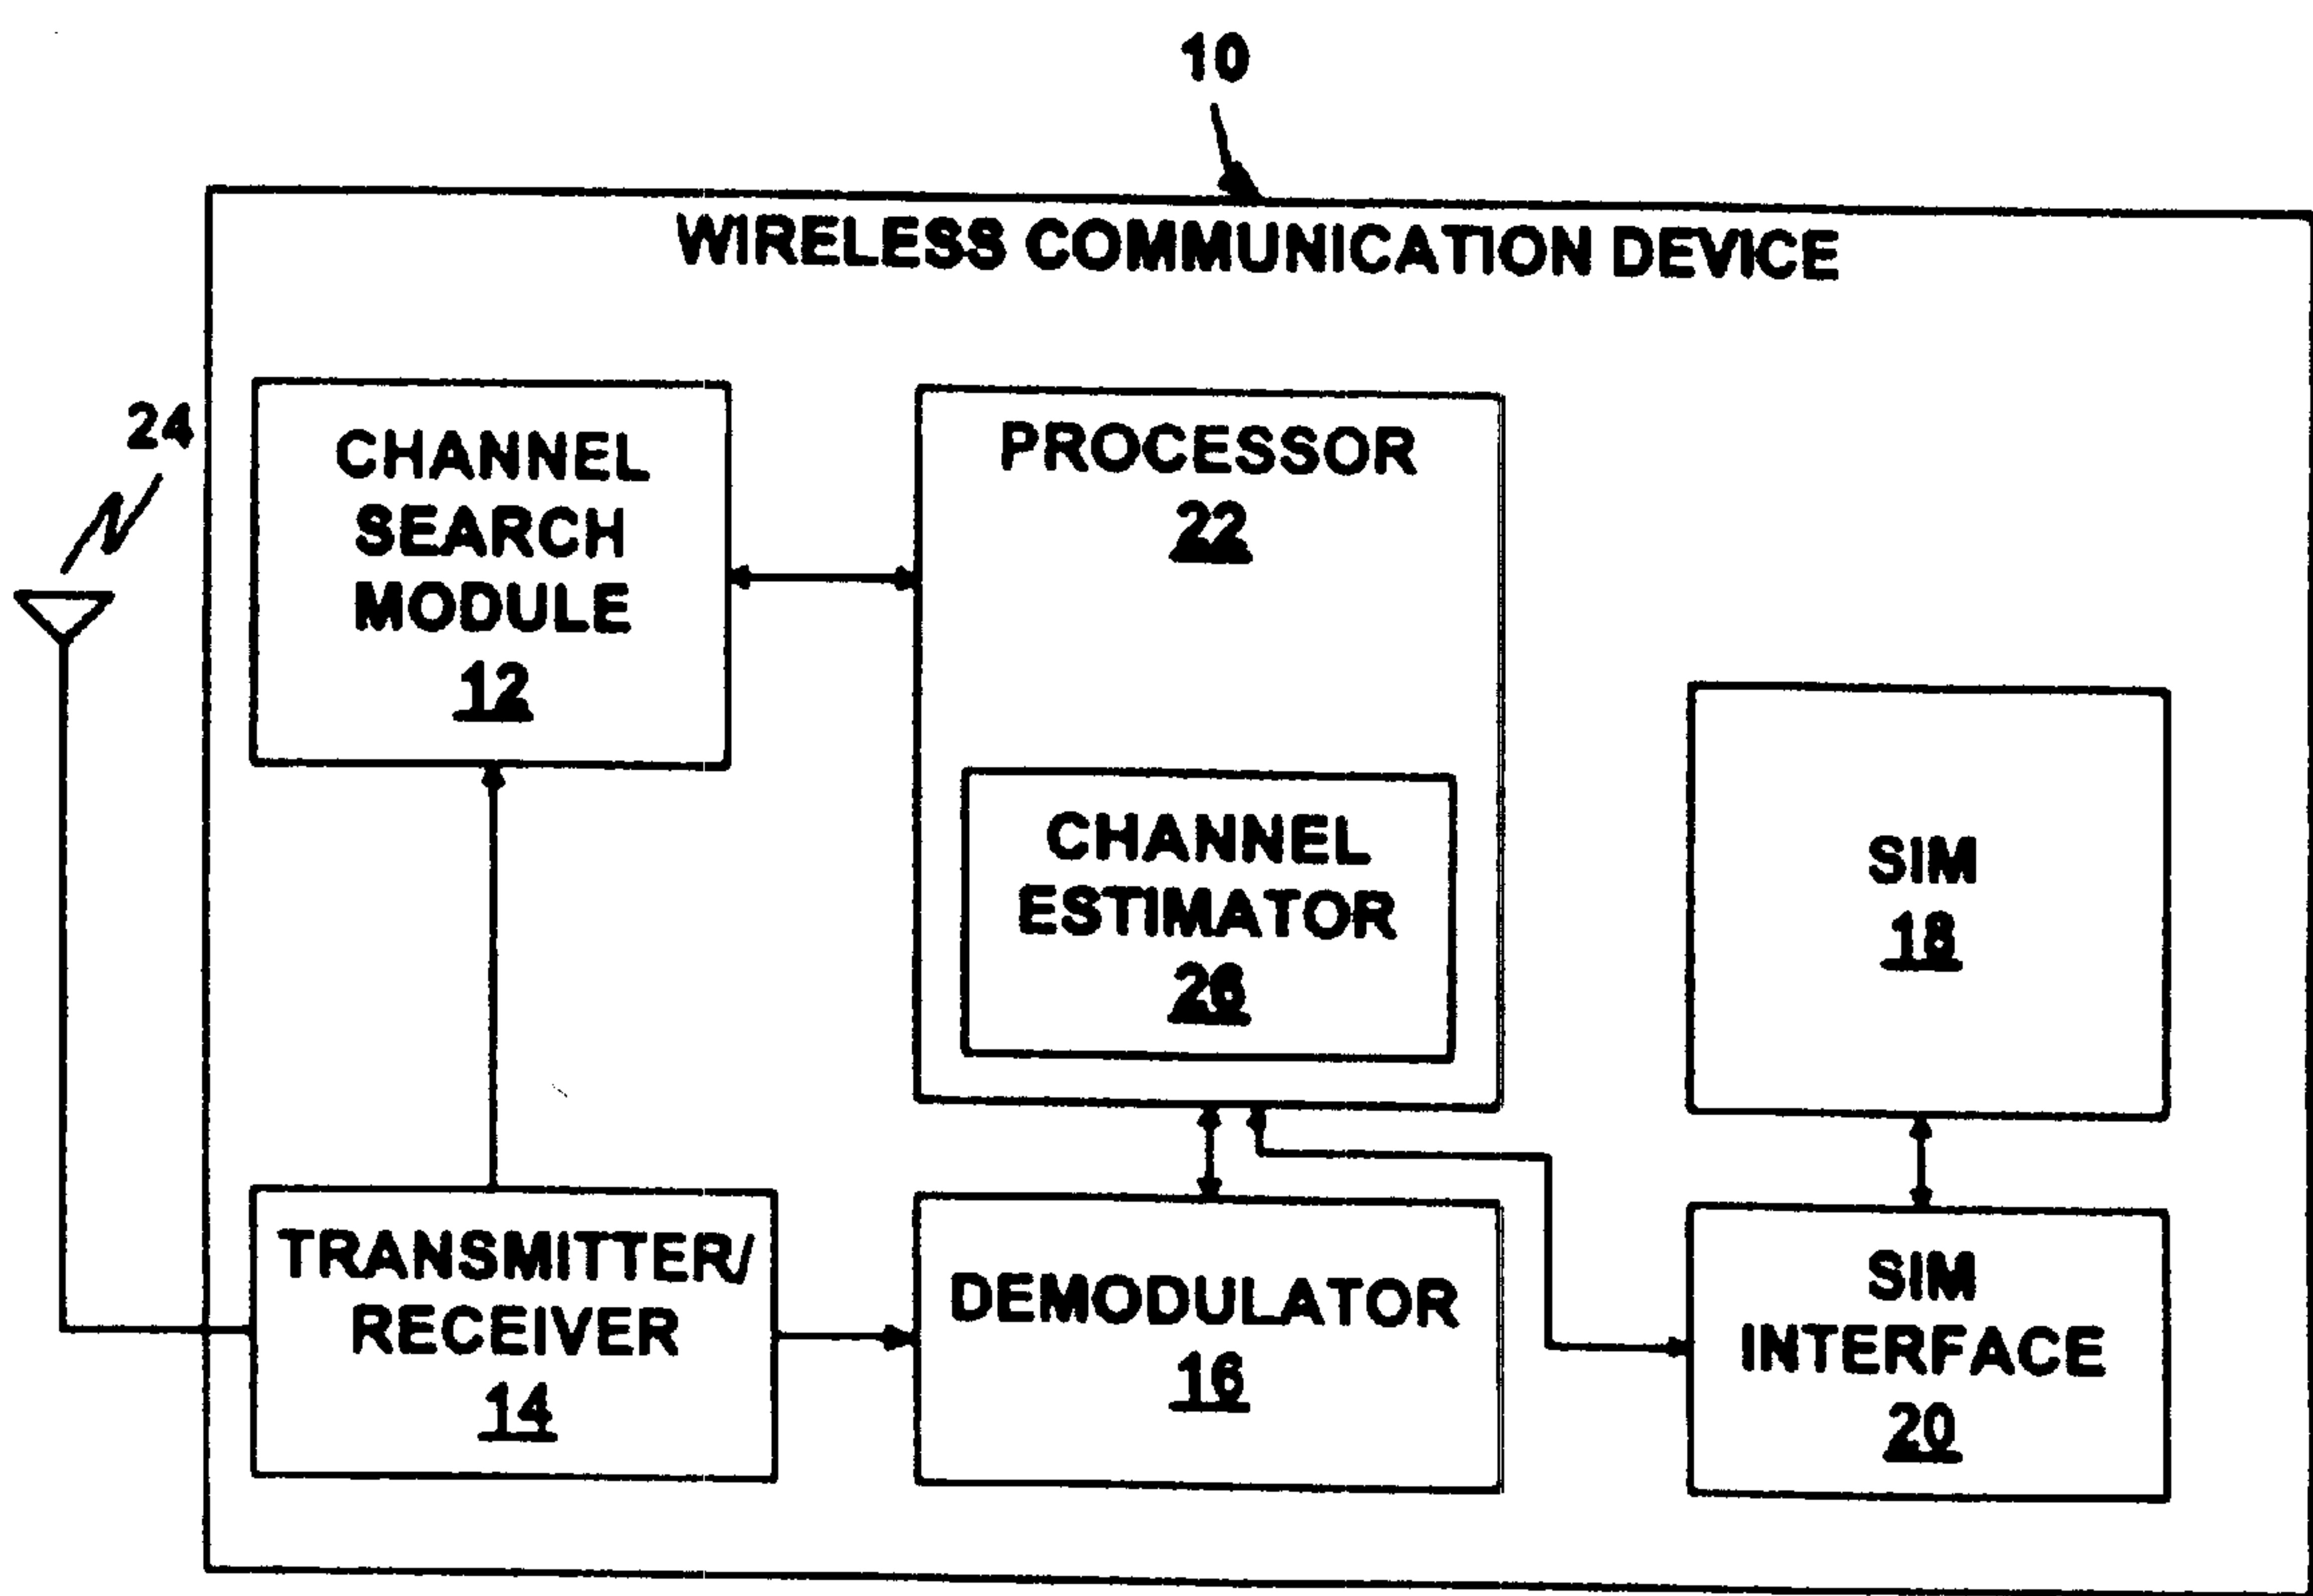 10
WIRELESS COMMUNICATION DEVICE
24
CHANNEL
SEARCH
MODULE
12
PROCESSOR
22
CHANNEL
ESTIMATOR
26
SIM
18
TRANSMITTER/
RECEIVER
14
DEMODULATOR
16
SIM
INTERFACE
20